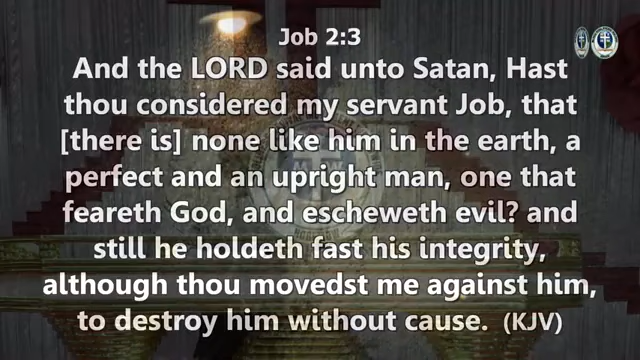 Job 2:3
And the LORD said unto Satan, Hast
thou considered my servant Job, that
[there is] none like him in the earth, a
perfect and an upright man, one that
feareth God, and escheweth evil? and
still he holdeth fast his integrity,
although thou movedst me against him,
to destroy him without cause. (KJV)